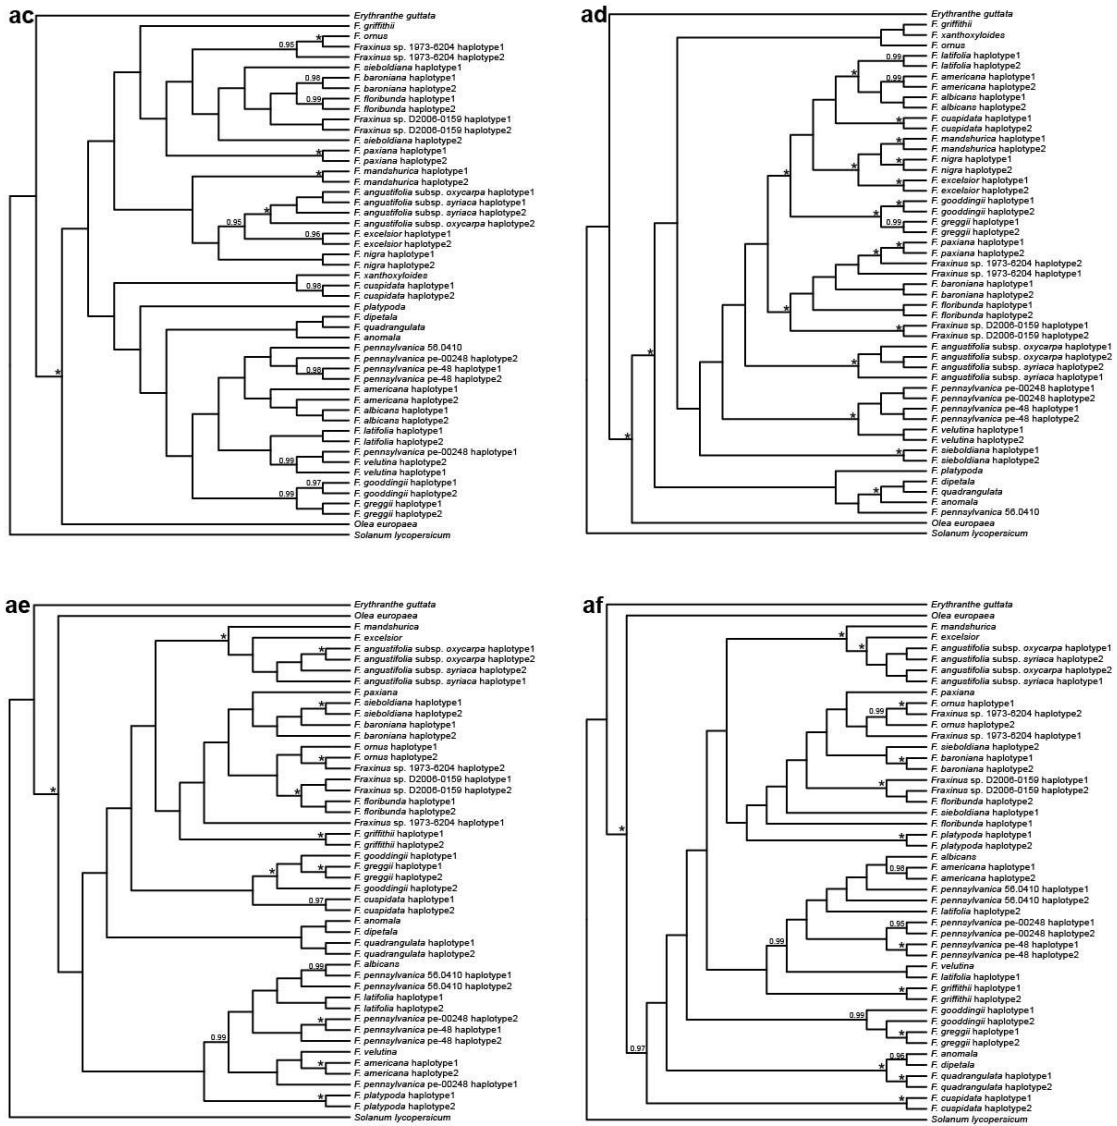 ac
Erythranthe guttata
F. griffithii
F. ornus
*
0.95
Fraxinus sp. 1973-6204 haplotype1
Fraxinus sp. 1973-6204 haplotype2
F. sieboldiana haplotype1
0.98
F. baroniana haplotype1
F. baroniana haplotype2
0.99
F. floribunda haplotype1
F. floribunda haplotype2
Fraxinus sp. D2006-0159 haplotype1
Fraxinus sp. D2006-0159 haplotype2
F. sieboldiana haplotype2
*
F. paxiana haplotype1
F. paxiana haplotype2
*
F. mandshurica haplotype1
F. mandshurica haplotype2
F. angustifolia subsp. oxycarpa haplotype1
F. angustifolia subsp. syriaca haplotype1
*
F. angustifolia subsp. syriaca haplotype2
0.95
F. angustifolia subsp. oxycarpa haplotype2
0.96
F. excelsior haplotype1
F. excelsior haplotype2
F. nigra haplotype1
F. nigra haplotype2
F. xanthoxyloides
0.98
F. cuspidata haplotype1
F. cuspidata haplotype2
F. platypoda
F. dipetala
F. quadrangulata
F. anomala
F. pennsylvanica 56.0410
F. pennsylvanica pe-00248 haplotype2
0.98
F. pennsylvanica pe-48 haplotype1
*
F. pennsylvanica pe-48 haplotype2
F. americana haplotype1
F. americana haplotype2
F. albicans haplotype1
F. albicans haplotype2
F. latifolia haplotype1
F. latifolia haplotype2
F. pennsylvanica pe-00248 haplotype1
0.99
F. velutina haplotype2
F. velutina haplotype1
0.97
F. gooddingii haplotype1
0.99
F. gooddingii haplotype2
F. greggii haplotype1
F. greggii haplotype2
Olea europaea
Solanum lycopersicum
ad
Erythranthe guttata
F. griffithii
F. xanthoxyloides
F. ornus
0.99
F. latifolia haplotype1
F. latifolia haplotype2
*
0.99
F. americana haplotype1
F. americana haplotype2
F. albicans haplotype1
F. albicans haplotype2
*
F. cuspidata haplotype1
F. cuspidata haplotype2
*
F. mandshurica haplotype1
F. mandshurica haplotype2
*
*
F. nigra haplotype1
F. nigra haplotype2
*
*
F. excelsior haplotype1
F. excelsior haplotype2
*
F. gooddingii haplotype1
*
F. gooddingii haplotype2
0.99
F. greggii haplotype1
F. greggii haplotype2
*
F. paxiana haplotype1
*
F. paxiana haplotype2
Fraxinus sp. 1973-6204 haplotype2
Fraxinus sp. 1973-6204 haplotype1
F. baroniana haplotype1
F. baroniana haplotype2
*
F. floribunda haplotype1
F. floribunda haplotype2
*
Fraxinus sp. D2006-0159 haplotype1
Fraxinus sp. D2006-0159 haplotype2
*
F. angustifolia subsp. oxycarpa haplotype1
*
F. angustifolia subsp. oxycarpa haplotype2
F. angustifolia subsp. syriaca haplotype2
F. angustifolia subsp. syriaca haplotype1
F. pennsylvanica pe-00248 haplotype1
F. pennsylvanica pe-00248 haplotype2
*
F. pennsylvanica pe-48 haplotype1
F. pennsylvanica pe-48 haplotype2
F. velutina haplotype1
*
F. velutina haplotype2
*
F. sieboldiana haplotype1
F. sieboldiana haplotype2
F. platypoda
F. dipetala
*
F. quadrangulata
F. anomala
F. pennsylvanica 56.0410
Olea europaea
Solanum lycopersicum
ae
Erythranthe guttata
Olea europaea
F. mandshurica
*
F. excelsior
*
F. angustifolia subsp. oxycarpa haplotype1
F. angustifolia subsp. oxycarpa haplotype2
F. angustifolia subsp. syriaca haplotype2
F. angustifolia subsp. syriaca haplotype1
F. paxiana
*
F. sieboldiana haplotype1
F. sieboldiana haplotype2
F. baroniana haplotype1
F. baroniana haplotype2
F. ornus haplotype1
*
F. ornus haplotype2
Fraxinus sp. 1973-6204 haplotype2
Fraxinus sp. D2006-0159 haplotype1
*
*
Fraxinus sp. D2006-0159 haplotype2
F. floribunda haplotype1
F. floribunda haplotype2
Fraxinus sp. 1973-6204 haplotype1
*
F. griffithii haplotype1
F. griffithii haplotype2
F. gooddingii haplotype1
*
*
F. greggii haplotype1
F. greggii haplotype2
F. gooddingii haplotype2
0.97
F. cuspidata haplotype1
F. cuspidata haplotype2
F. anomala
F. dipetala
F. quadrangulata haplotype1
F. quadrangulata haplotype2
F. albicans
0.99
F. pennsylvanica 56.0410 haplotype1
F. pennsylvanica 56.0410 haplotype2
F. latifolia haplotype1
F. latifolia haplotype2
*
F. pennsylvanica pe-00248 haplotype2
F. pennsylvanica pe-48 haplotype1
0.99
F. pennsylvanica pe-48 haplotype2
F. velutina
*
F. americana haplotype1
F. americana haplotype2
F. pennsylvanica pe-00248 haplotype1
*
F. platypoda haplotype1
F. platypoda haplotype2
Solanum lycopersicum
af
Erythranthe guttata
Olea europaea
F. mandshurica
*
F. excelsior
*
F. angustifolia subsp. oxycarpa haplotype1
F. angustifolia subsp. syriaca haplotype2
F. angustifolia subsp. oxycarpa haplotype2
F. angustifolia subsp. syriaca haplotype1
F. paxiana
*
F. ornus haplotype1
0.99
Fraxinus sp. 1973-6204 haplotype2
F. ornus haplotype2
Fraxinus sp. 1973-6204 haplotype1
F. sieboldiana haplotype2
*
F. baroniana haplotype1
F. baroniana haplotype2
*
Fraxinus sp. D2006-0159 haplotype1
Fraxinus sp. D2006-0159 haplotype2
F. floribunda haplotype2
F. sieboldiana haplotype1
F. floribunda haplotype1
*
*
F. platypoda haplotype1
F. platypoda haplotype2
F. albicans
0.98
F. americana haplotype1
F. americana haplotype2
F. pennsylvanica 56.0410 haplotype1
F. pennsylvanica 56.0410 haplotype2
F. latifolia haplotype2
0.95
F. pennsylvanica pe-00248 haplotype1
F. pennsylvanica pe-00248 haplotype2
0.99
*
F. pennsylvanica pe-48 haplotype1
F. pennsylvanica pe-48 haplotype2
F. velutina
F. latifolia haplotype1
*
F. griffithii haplotype1
F. griffithii haplotype2
0.99
F. gooddingii haplotype1
F. gooddingii haplotype2
*
F. greggii haplotype1
F. greggii haplotype2
0.97
0.96
F. anomala
*
F. dipetala
*
F. quadrangulata haplotype1
F. quadrangulata haplotype2
*
F. cuspidata haplotype1
F. cuspidata haplotype2
Solanum lycopersicum